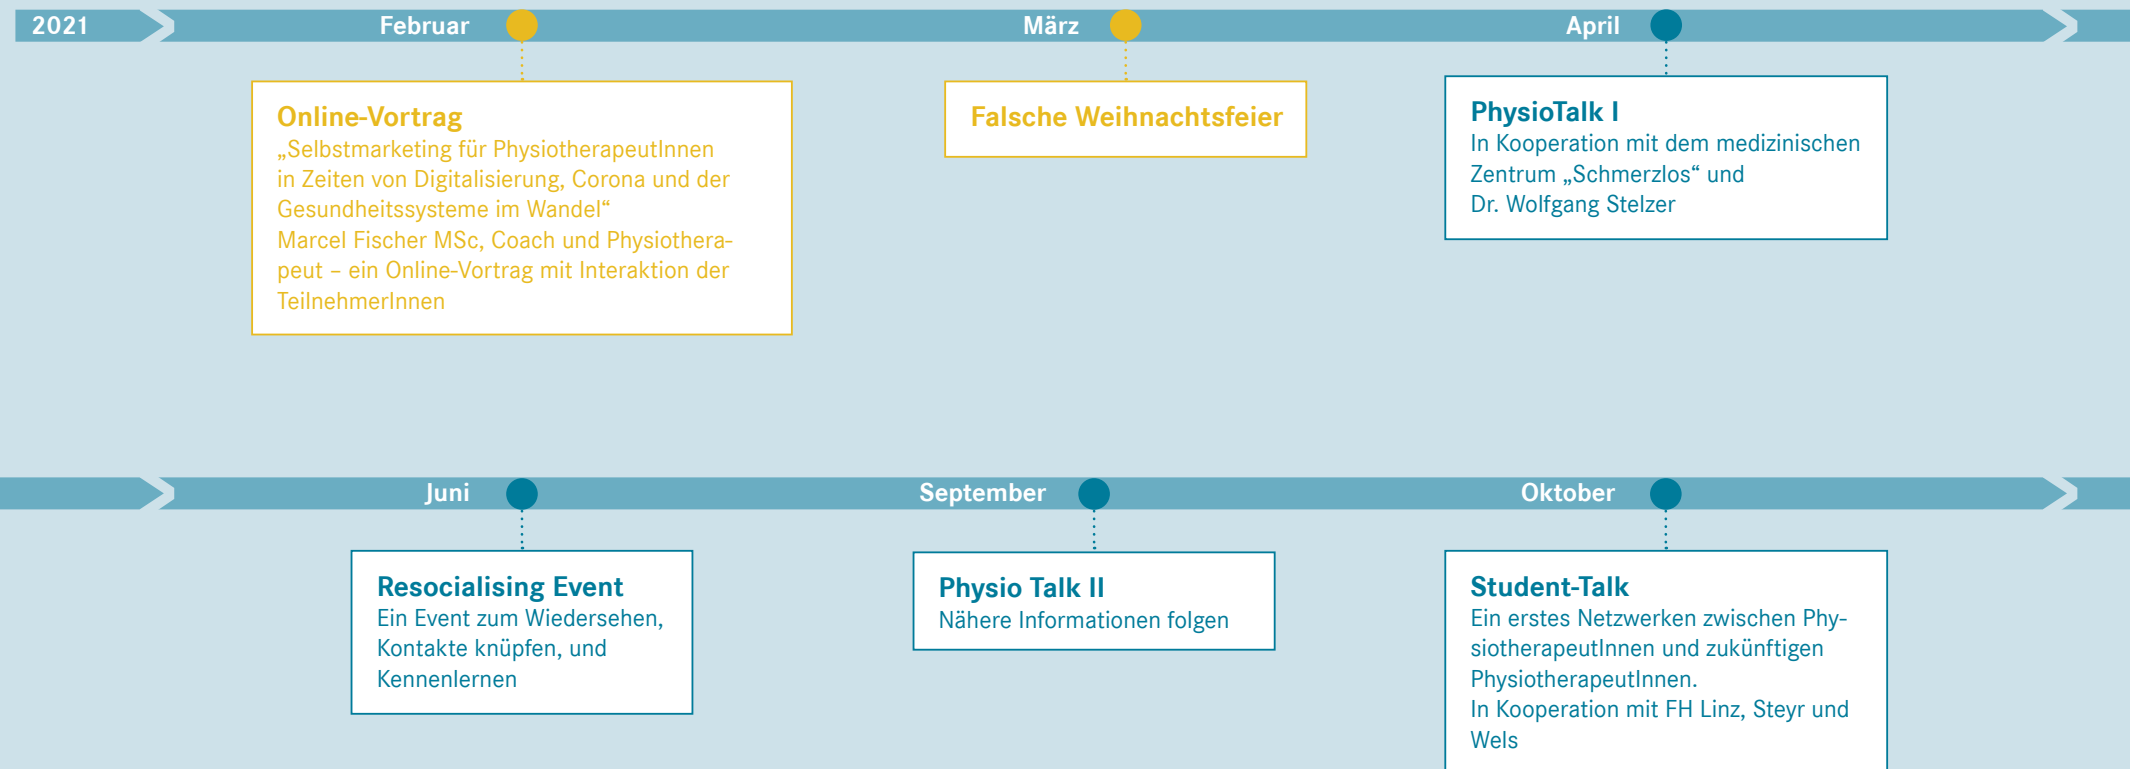 2021
Februar
März
April
Online-Vortrag
„Selbstmarketing für PhysiotherapeutInnen
in Zeiten von Digitalisierung, Corona und der
Gesundheitssysteme im Wandel“
Marcel Fischer MSc, Coach und Physiothera-
peut – ein Online-Vortrag mit Interaktion der
TeilnehmerInnen
Falsche Weihnachtsfeier
PhysioTalk I
In Kooperation mit dem medizinischen
Zentrum „Schmerzlos“ und
Dr. Wolfgang Stelzer
Juni
September
Oktober
Resocialising Event
Ein Event zum Wiedersehen,
Kontakte knüpfen, und
Kennenlernen
Physio Talk II
Nähere Informationen folgen
Student-Talk
Ein erstes Netzwerken zwischen Phy-
siotherapeutInnen und zukünftigen
PhysiotherapeutInnen.
In Kooperation mit FH Linz, Steyr und
Wels